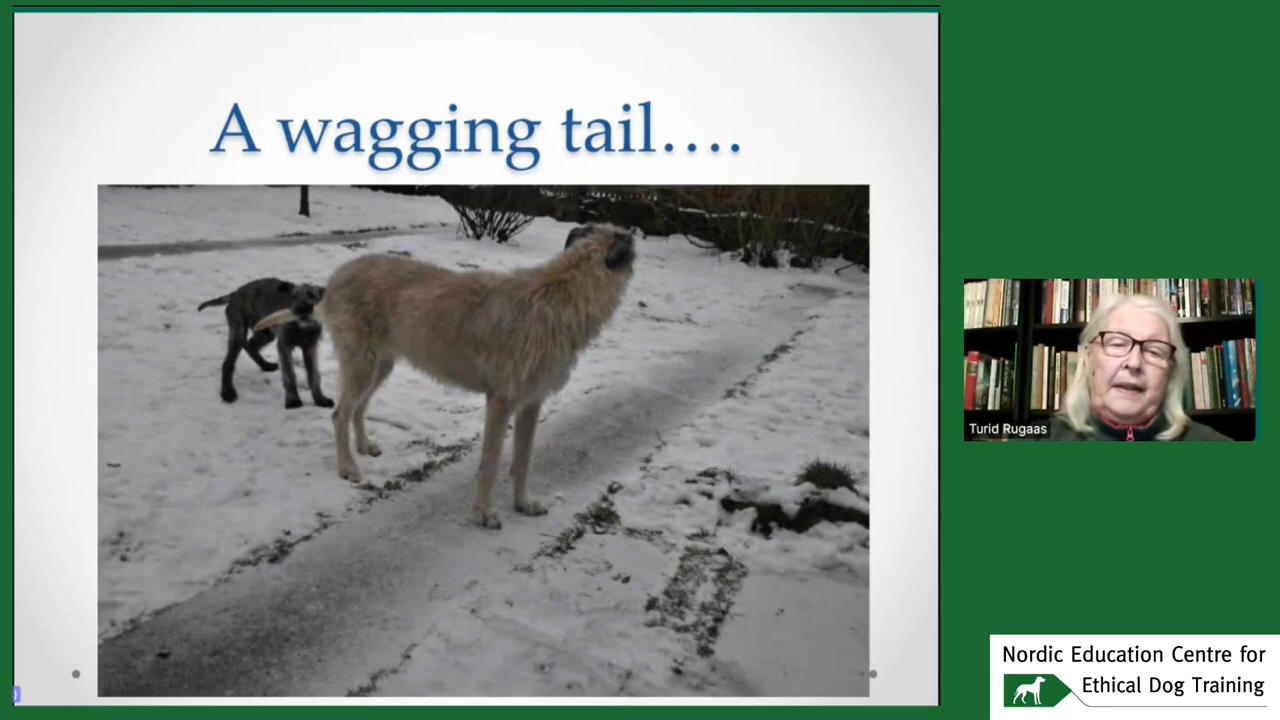 A wagging tail....
Turid Rugaas
Nordic Education Centre for
Ethical Dog Training